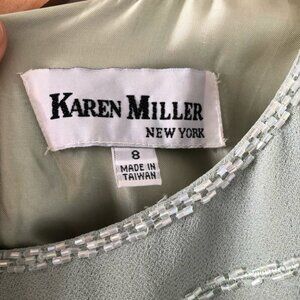 KAREN MILLER
NEW YORK
8
MADE IN
TAIWAN